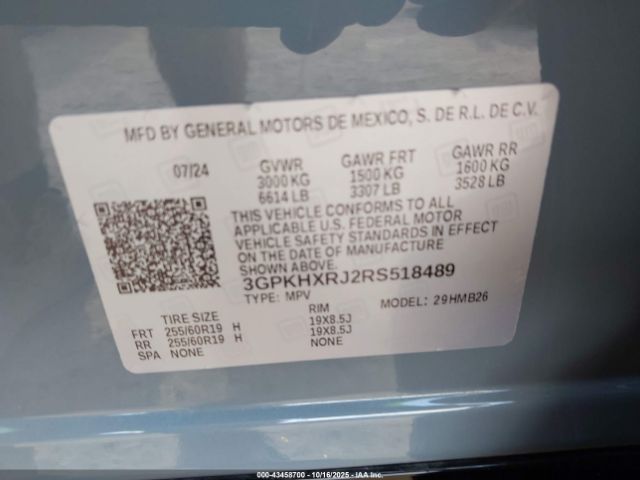 MFD BY GENERAL MOTORS DE MEXICO, S. DE R.L. DE C.V.
07/24 GVWR GAWR FRT GAWR RR
3000 KG 1500 KG 1600 KG
6614 LB 3307 LB 3528 LB
THIS VEHICLE CONFORMS TO ALL
APPLICABLE U.S. FEDERAL MOTOR
VEHICLE SAFETY STANDARDS IN EFFECT
ON THE DATE OF MANUFACTURE
SHOWN ABOVE.
3GPKHXRJ2RS518489
TYPE: MPV MODEL: 29HMB26
TIRE SIZE RIM
FRT 255/60R19 H 19X8.5J
RR 255/60R19 H 19X8.5J
SPA NONE NONE
000-43458700 - 10/16/2025 - IAA, Inc.